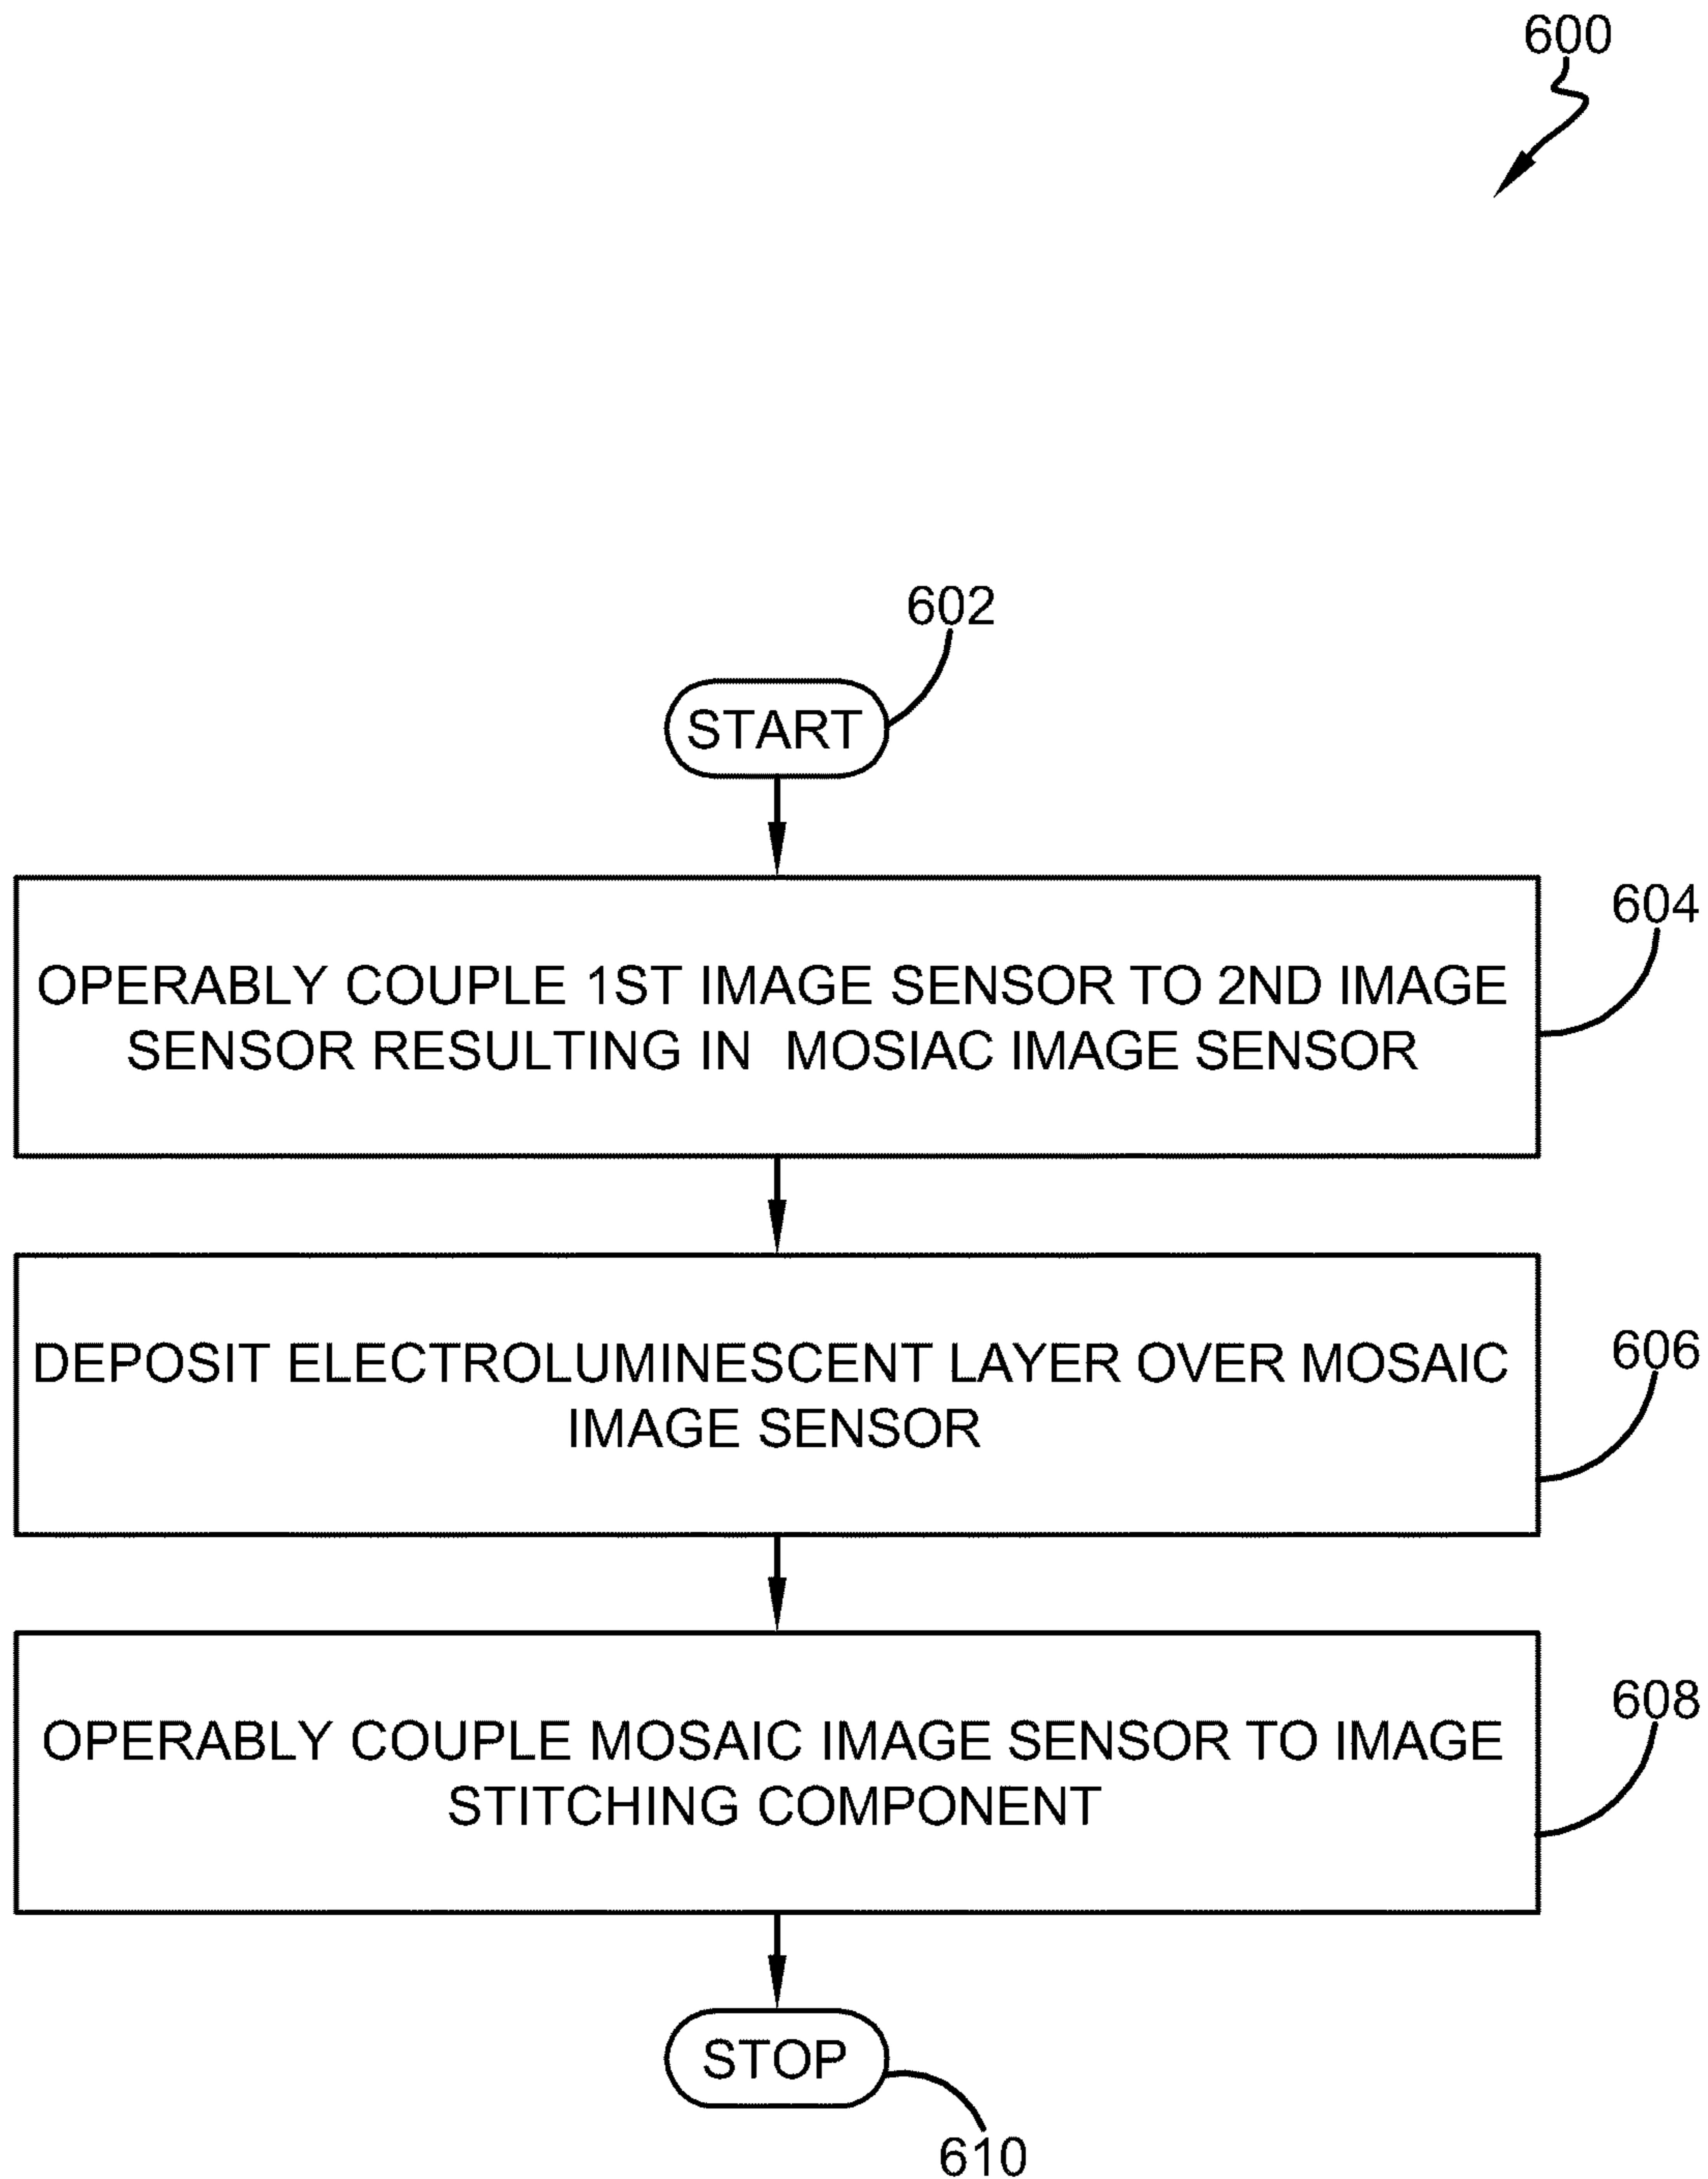 600
602
START
604
OPERABLY COUPLE 1ST IMAGE SENSOR TO 2ND IMAGE
SENSOR RESULTING IN MOSIAC IMAGE SENSOR
606
DEPOSIT ELECTROLUMINESCENT LAYER OVER MOSAIC
IMAGE SENSOR
608
OPERABLY COUPLE MOSAIC IMAGE SENSOR TO IMAGE
STITCHING COMPONENT
STOP
610